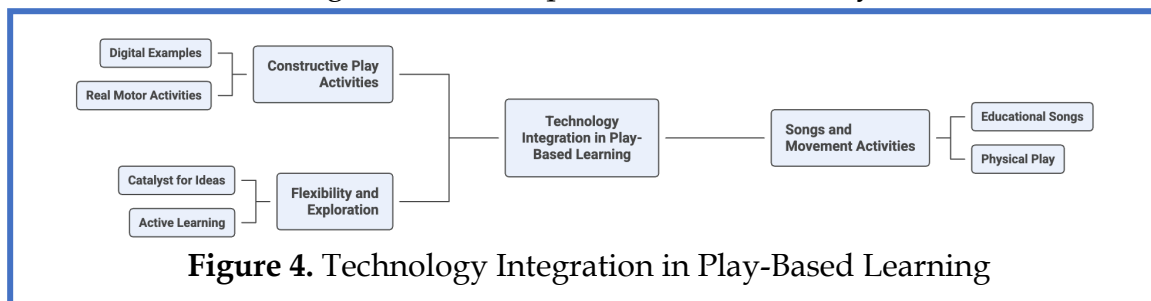 Digital Examples
Real Motor Activities
Constructive Play
Activities
Catalyst for Ideas
Active Learning
Flexibility and
Exploration
Technology
Integration in Play-
Based Learning
Songs and
Movement Activities
Educational Songs
Physical Play
Figure 4. Technology Integration in Play-Based Learning